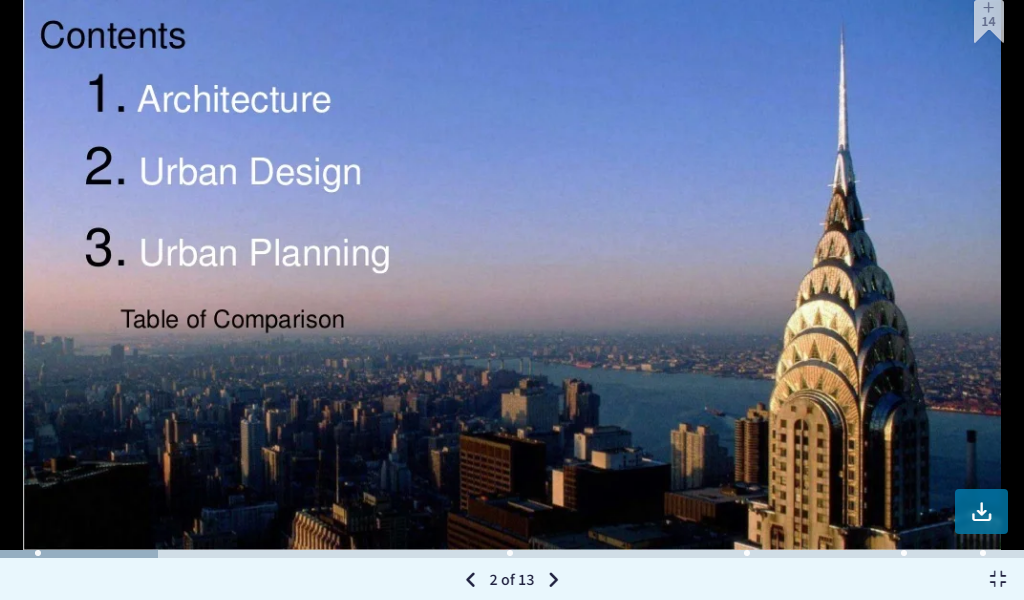 Contents
1. Architecture
2. Urban Design
3. Urban Planning
Table of Comparison
14
2 of 13